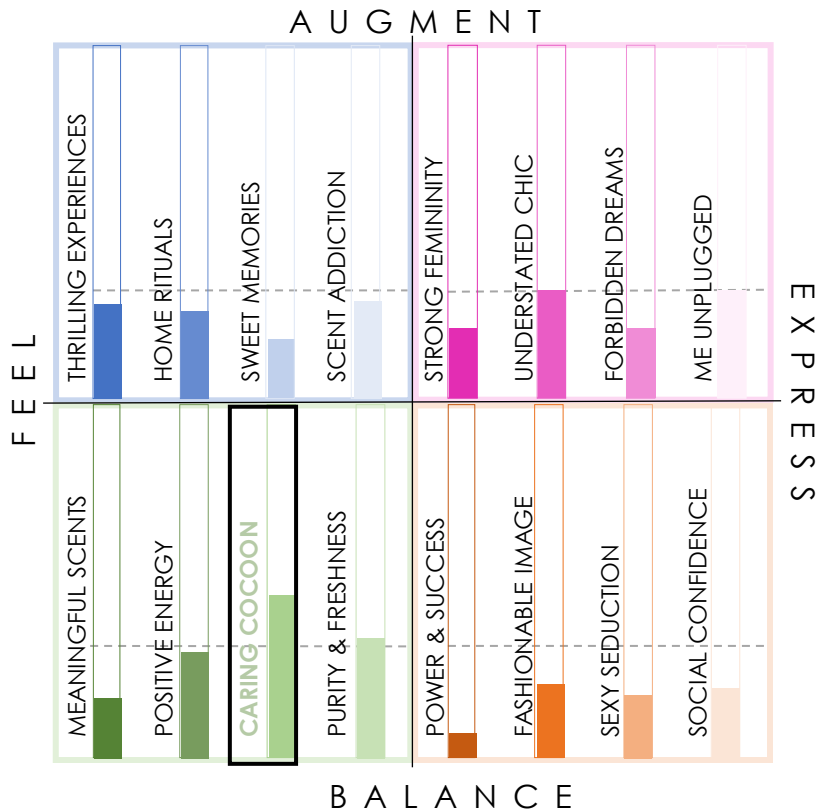 AUGMENT
THRILLING EXPERIENCES
HOME RITUALS
SWEET MEMORIES
SCENT ADDICTION
STRONG FEMININITY
UNDERSTATED CHIC
FORBIDDEN DREAMS
ME UNPLUGGED
FEEL
EXPRESS
MEANINGFUL SCENTS
POSITIVE ENERGY
CARING COCOON
PURITY & FRESHNESS
POWER & SUCCESS
FASHIONABLE IMAGE
SEXY SEDUCTION
SOCIAL CONFIDENCE
BALANCE